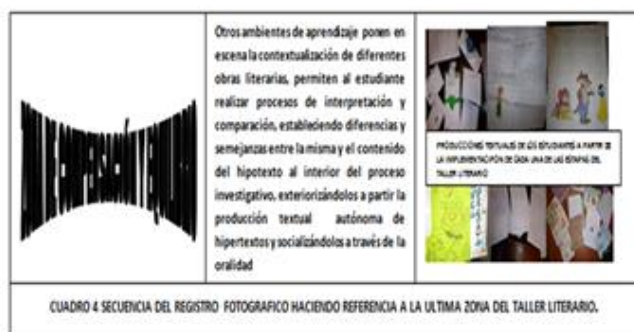 Otros ambientes de aprendizaje ponen en
escena la contextualización de diferentes
obras literarias, permiten al estudiante
realizar procesos de interpretación y
comparación, estableciendo diferencias y
semejanzas entre la misma y el contenido
del hipotexto al interior del proceso
investigativo, exteriorizándolos a partir la
producción textual autónoma de
hipertextos y socializándolos a través de la
oralidad
PRODUCCIONES TEXTUALES DE LOS ESTUDIANTES A PARTIR DE
LA IMPLEMENTACIPÓN DE CADA UNA DE LAS ETAPAS DEL
TALLER LITERARIO
CUADRO 4 SECUENCIA DEL REGISTRO FOTOGRAFICO HACIENDO REFERENCIA A LA ULTIMA ZONA DEL TALLER LITERARIO.